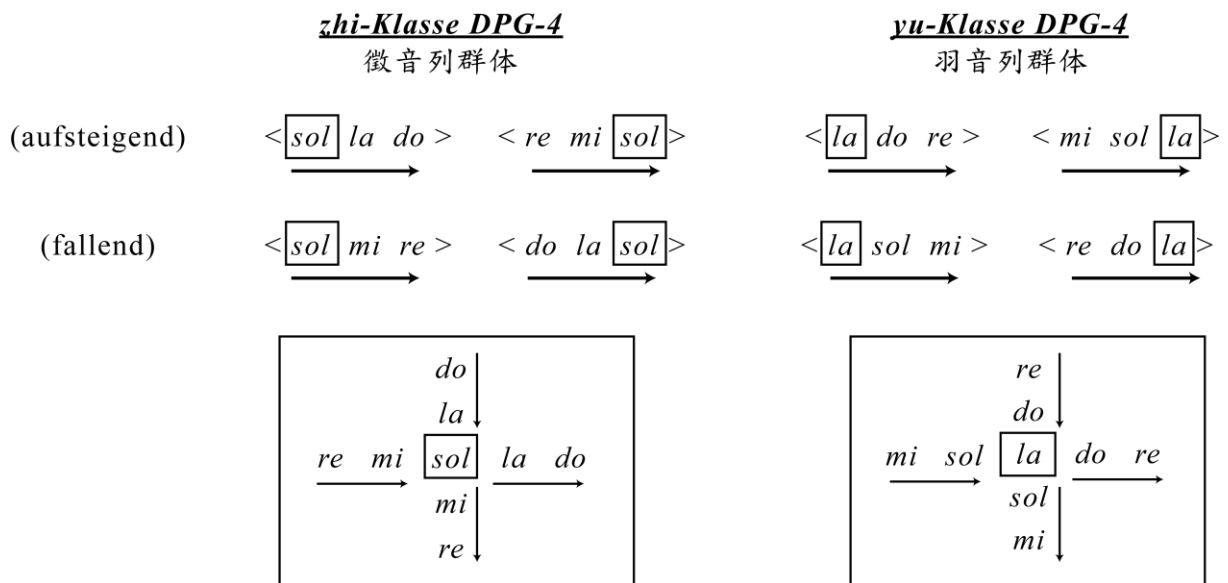 zhi-Klasse DPG-4 yu-Klasse DPG-4
徵音列群体 羽音列群体
(aufsteigend) < sol la do > < re mi sol > < la do re > < mi sol la >
(fallend) < sol mi re > < do la sol > < la sol mi > < re do la >
do re
la do
re mi sol la do mi sol la do re
mi sol
re mi